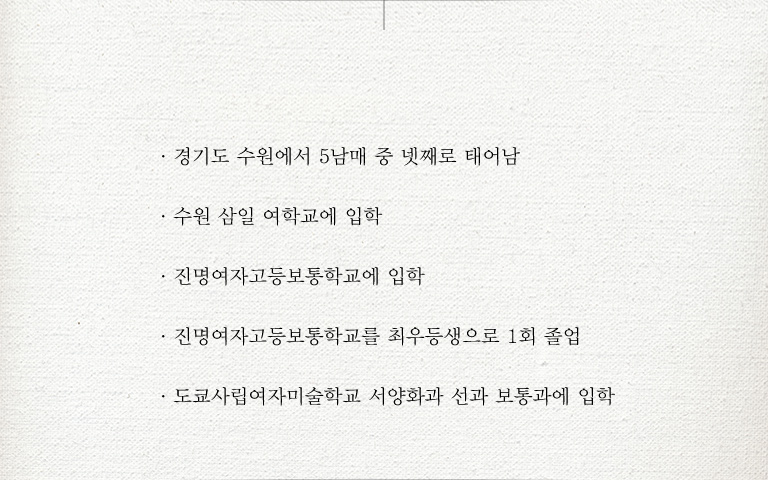 · 경기도 수원에서 5남매 중 넷째로 태어남
· 수원 삼일 여학교에 입학
· 진명여자고등보통학교에 입학
· 진명여자고등보통학교를 최우등생으로 1회 졸업
· 도쿄사립여자미술학교 서양화과 선과 보통과에 입학